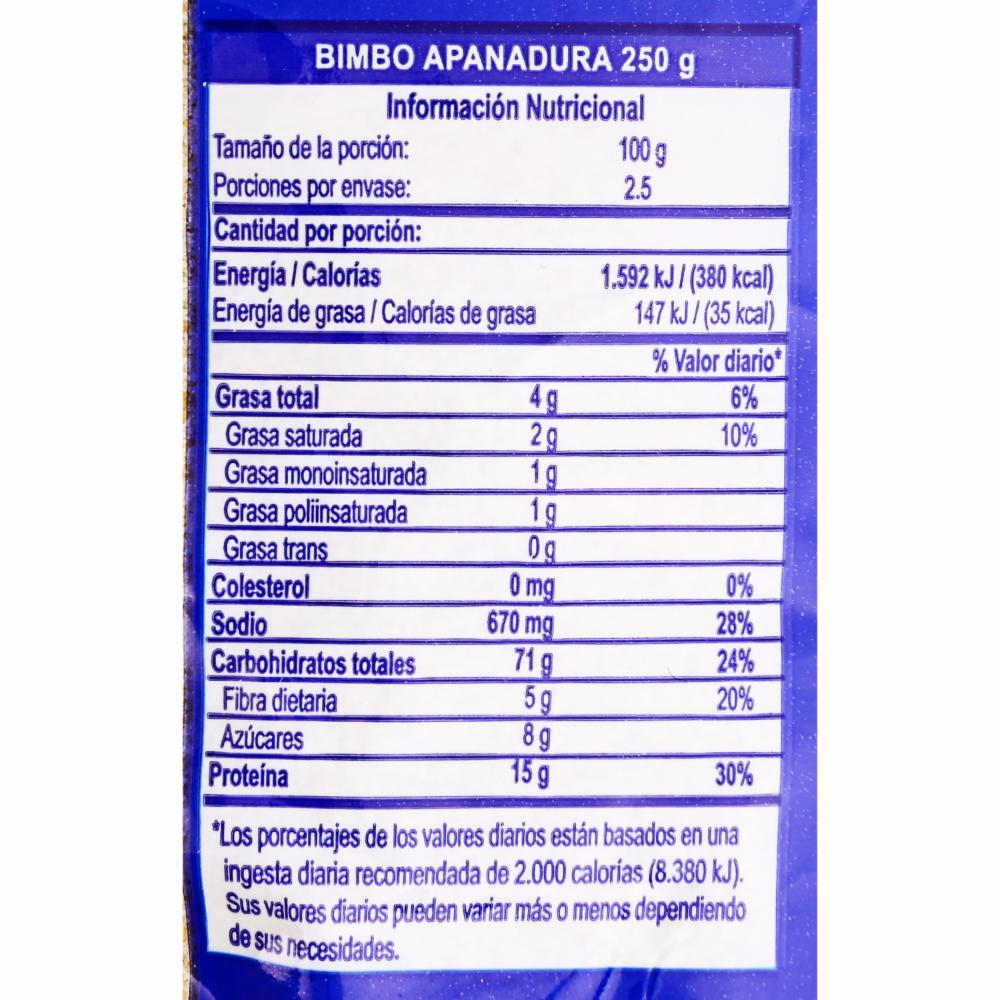 BIMBO APANADURA 250 g
Información Nutricional
Tamaño de la porción: 100 g
Porciones por envase: 2.5
Cantidad por porción:
Energía / Calorías 1.592 kJ / (380 kcal)
Energía de grasa / Calorías de grasa 147 kJ / (35 kcal)
% Valor diario*
Grasa total 4 g 6%
Grasa saturada 2 g 10%
Grasa monoinsaturada 1 g
Grasa poliinsaturada 1 g
Grasa trans 0 g
Colesterol 0 mg 0%
Sodio 670 mg 28%
Carbohidratos totales 71 g 24%
Fibra dietaria 5 g 20%
Azúcares 8 g
Proteína 15 g 30%
*Los porcentajes de los valores diarios están basados en una
ingesta diaria recomendada de 2.000 calorías (8.380 kJ).
Sus valores diarios pueden variar más o menos dependiendo
de sus necesidades.